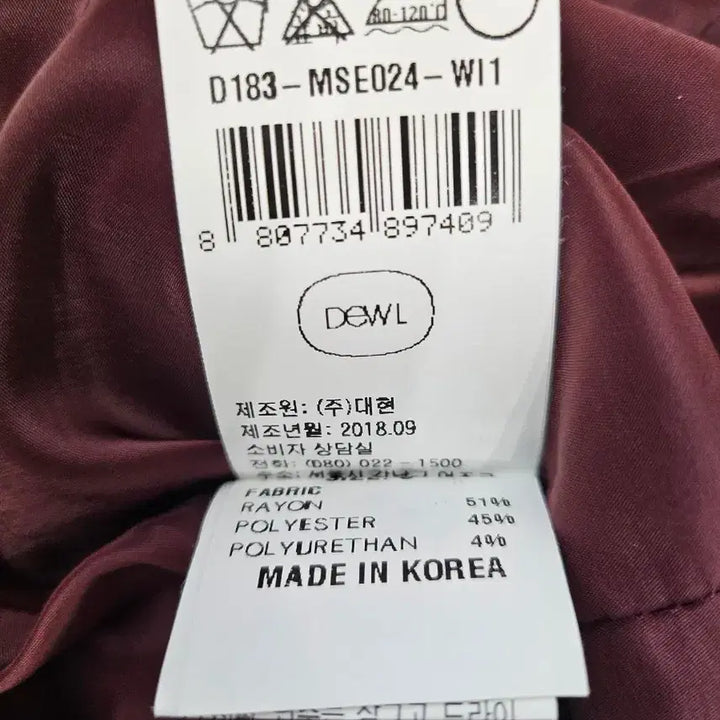 80-120°C
D183-MSE024-WI1
8 807734 897409
DEWL
제조원: (주)대현
제조년월: 2018.09
소비자 상담실
전화: (080) 022-1500
FABRIC
RAYON 51%
POLYESTER 45%
POLYURETHAN 4%
MADE IN KOREA